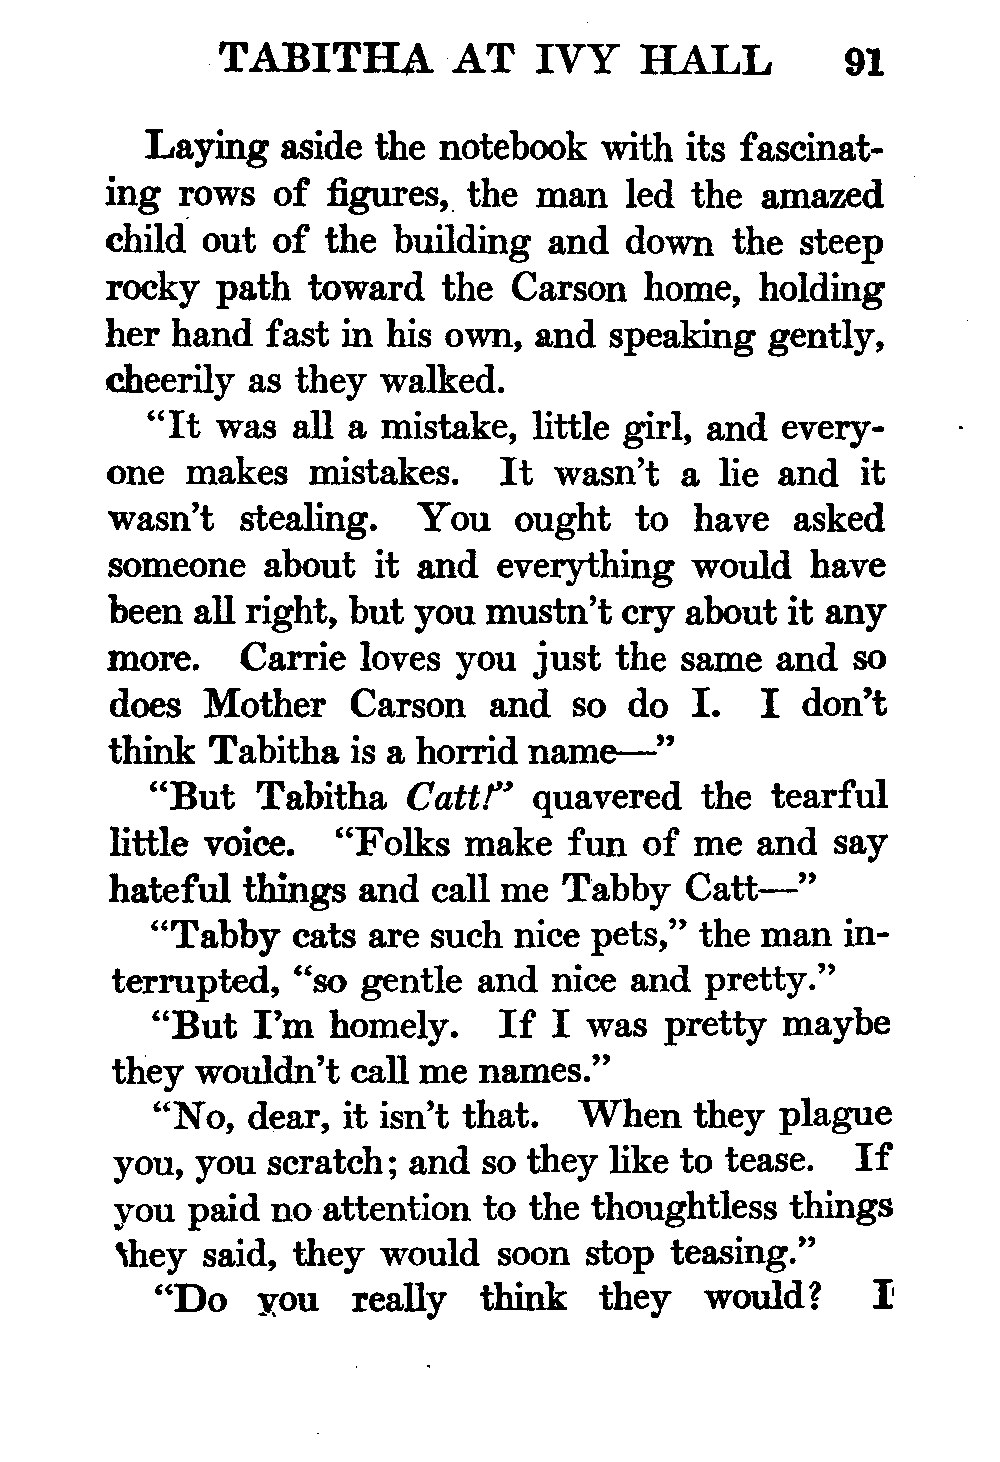 TABITHA AT IVY HALL 91
Laying aside the notebook with its fascinat-
ing rows of figures, the man led the amazed
child out of the building and down the steep
rocky path toward the Carson home, holding
her hand fast in his own, and speaking gently,
cheerily as they walked.
“It was all a mistake, little girl, and every-
one makes mistakes. It wasn’t a lie and it
wasn’t stealing. You ought to have asked
someone about it and everything would have
been all right, but you mustn’t cry about it any
more. Carrie loves you just the same and so
does Mother Carson and so do I. I don’t
think Tabitha is a horrid name—”
“But Tabitha Catt!” quavered the tearful
little voice. “Folks make fun of me and say
hateful things and call me Tabby Catt—”
“Tabby cats are such nice pets,” the man in-
terrupted, “so gentle and nice and pretty.”
“But I’m homely. If I was pretty maybe
they wouldn’t call me names.”
“No, dear, it isn’t that. When they plague
you, you scratch; and so they like to tease. If
you paid no attention to the thoughtless things
they said, they would soon stop teasing.”
“Do you really think they would? I